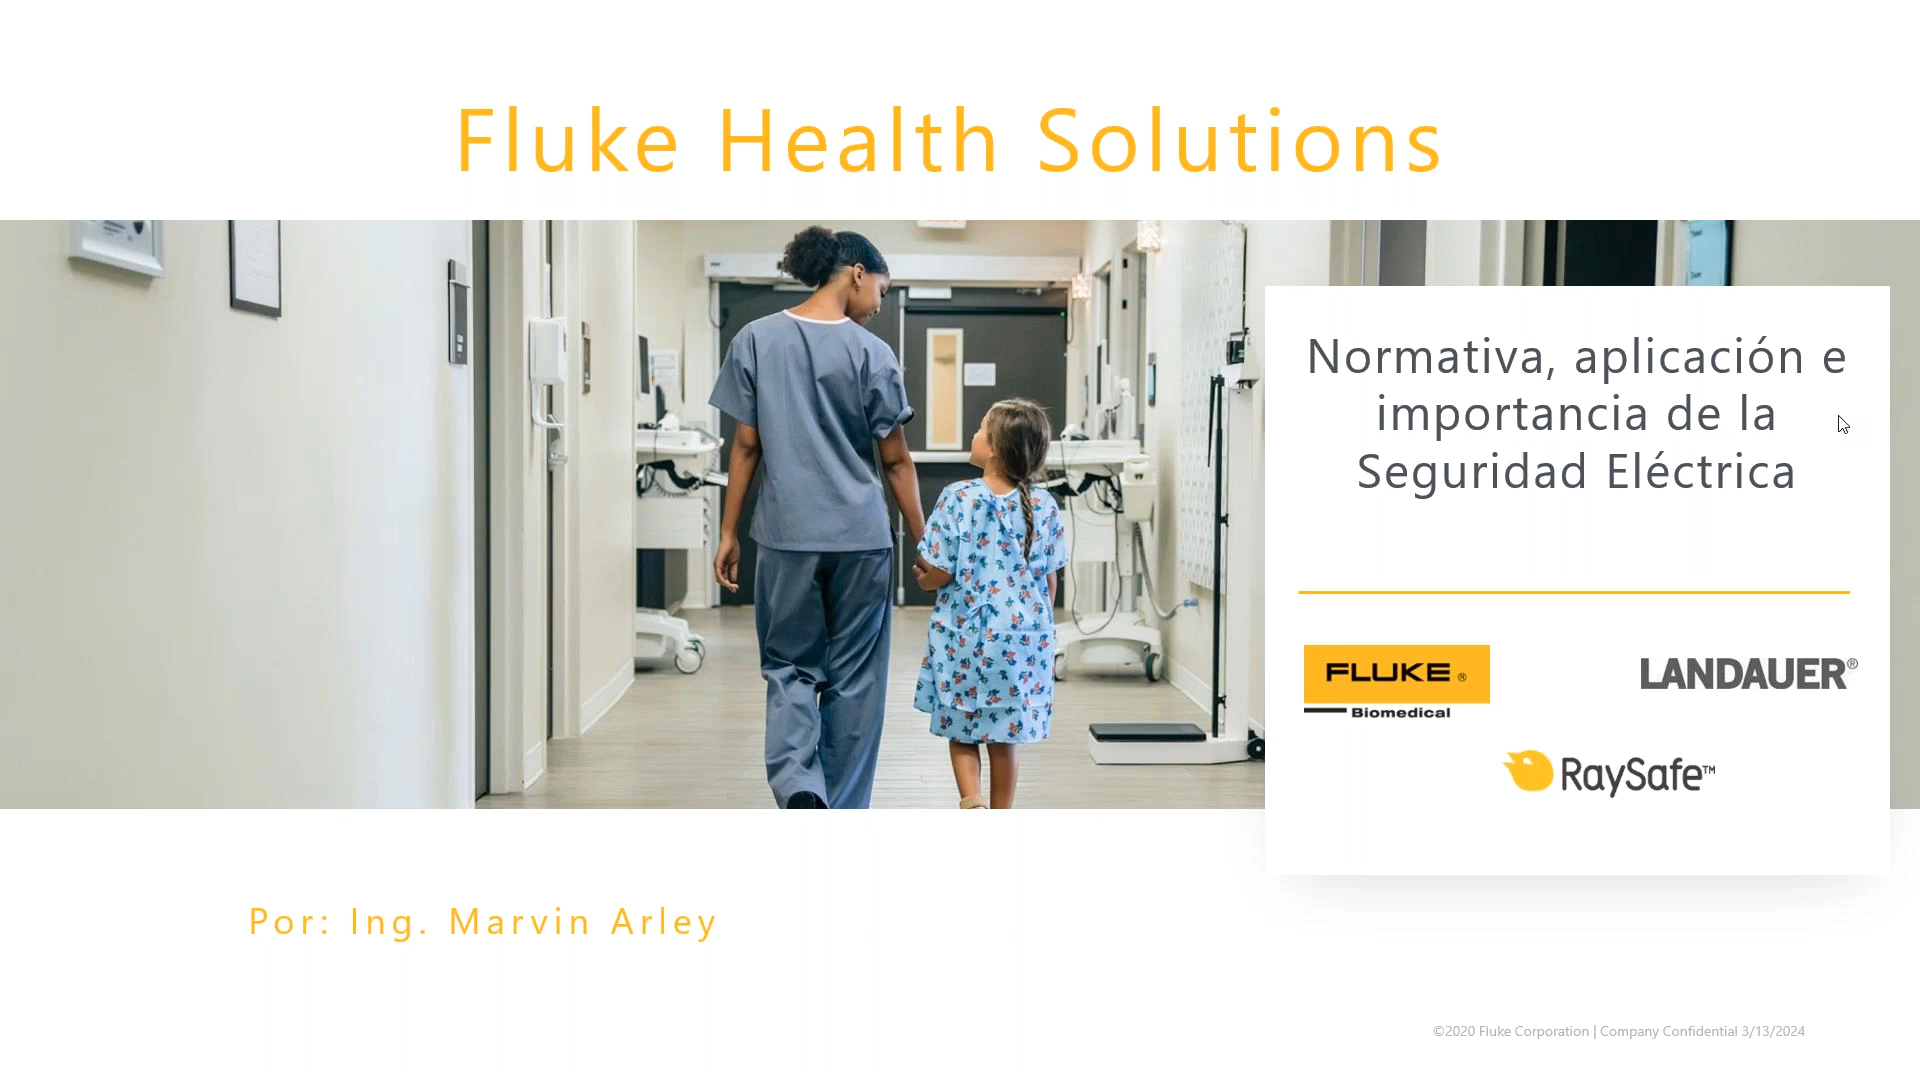 Fluke Health Solutions
Normativa, aplicación e
importancia de la
Seguridad Eléctrica
FLUKE®
Biomedical
LANDAUER®
RaySafe™
Por: Ing. Marvin Arley
©2020 Fluke Corporation | Company Confidential 3/13/2024